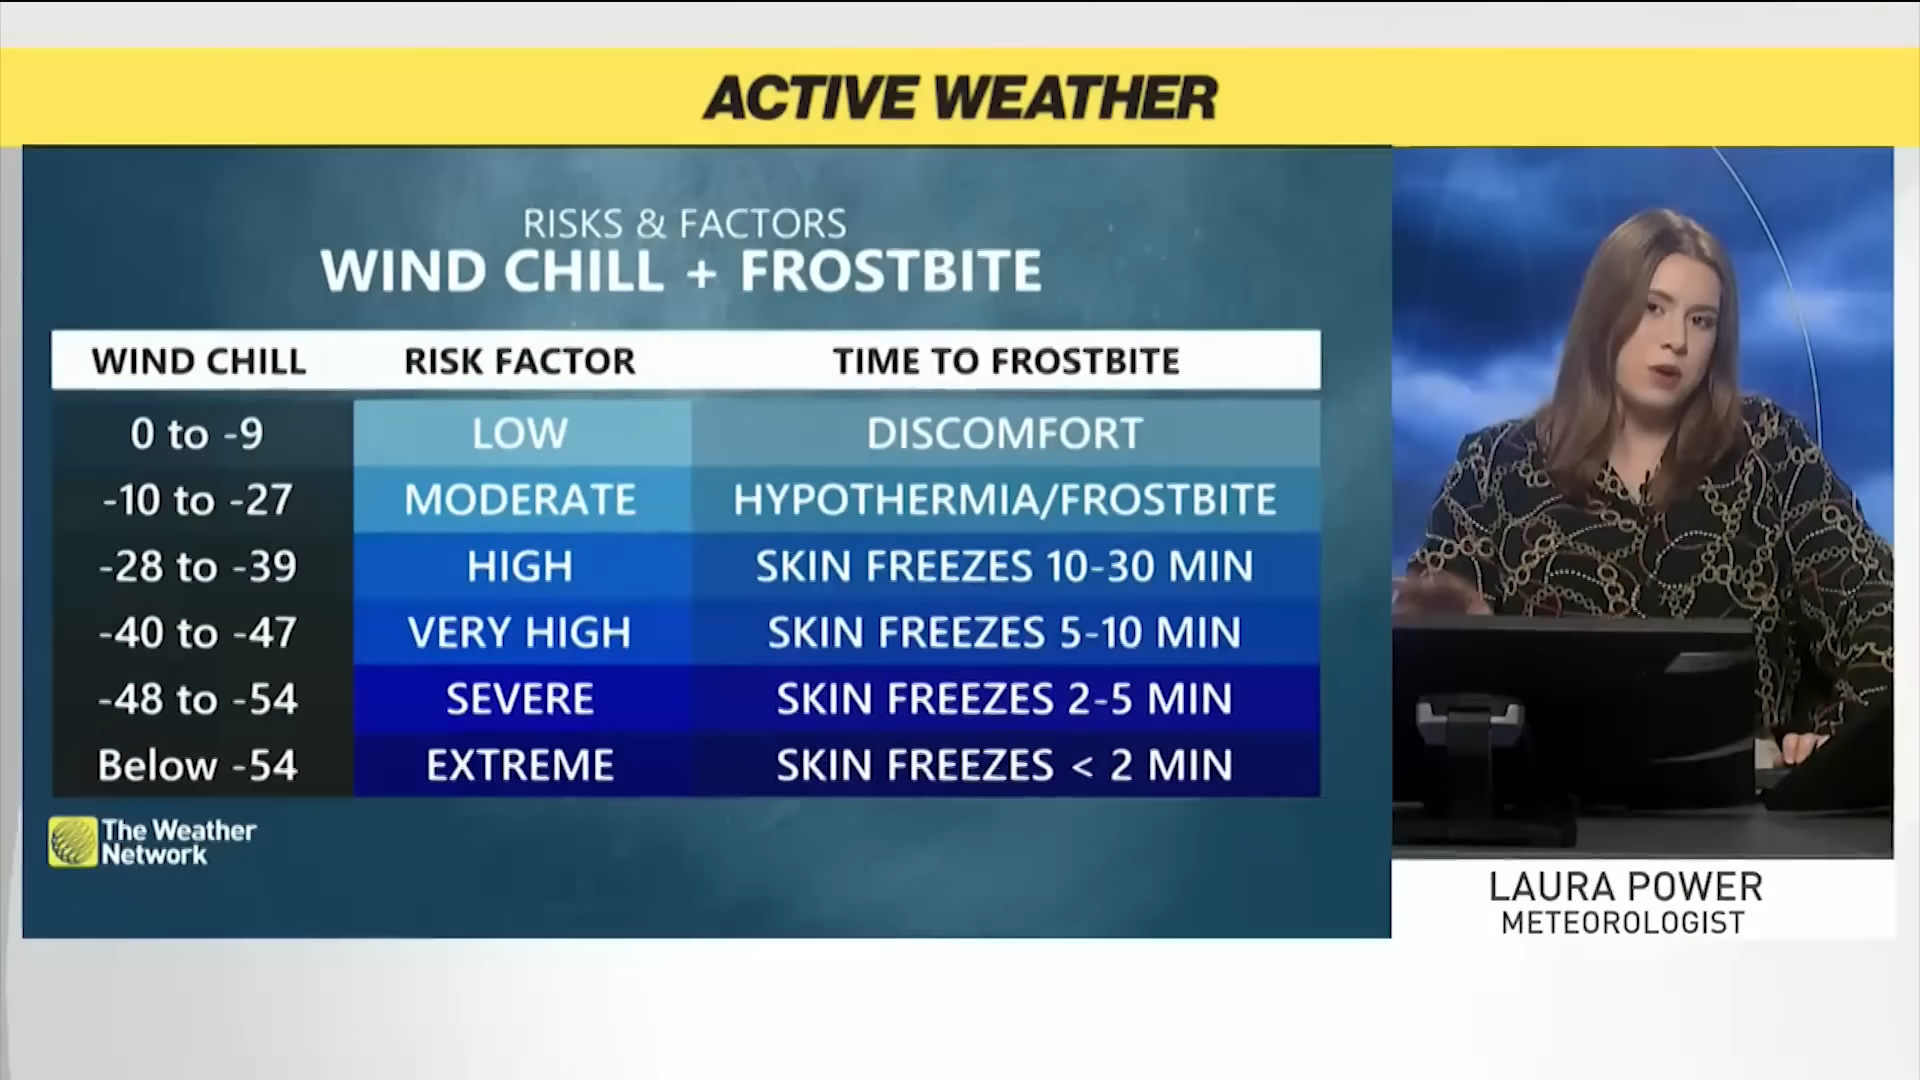 ACTIVE WEATHER
RISKS & FACTORS
WIND CHILL + FROSTBITE
WIND CHILL RISK FACTOR TIME TO FROSTBITE
0 to -9 LOW DISCOMFORT
-10 to -27 MODERATE HYPOTHERMIA/FROSTBITE
-28 to -39 HIGH SKIN FREEZES 10-30 MIN
-40 to -47 VERY HIGH SKIN FREEZES 5-10 MIN
-48 to -54 SEVERE SKIN FREEZES 2-5 MIN
Below -54 EXTREME SKIN FREEZES < 2 MIN
The Weather
Network
LAURA POWER
METEOROLOGIST